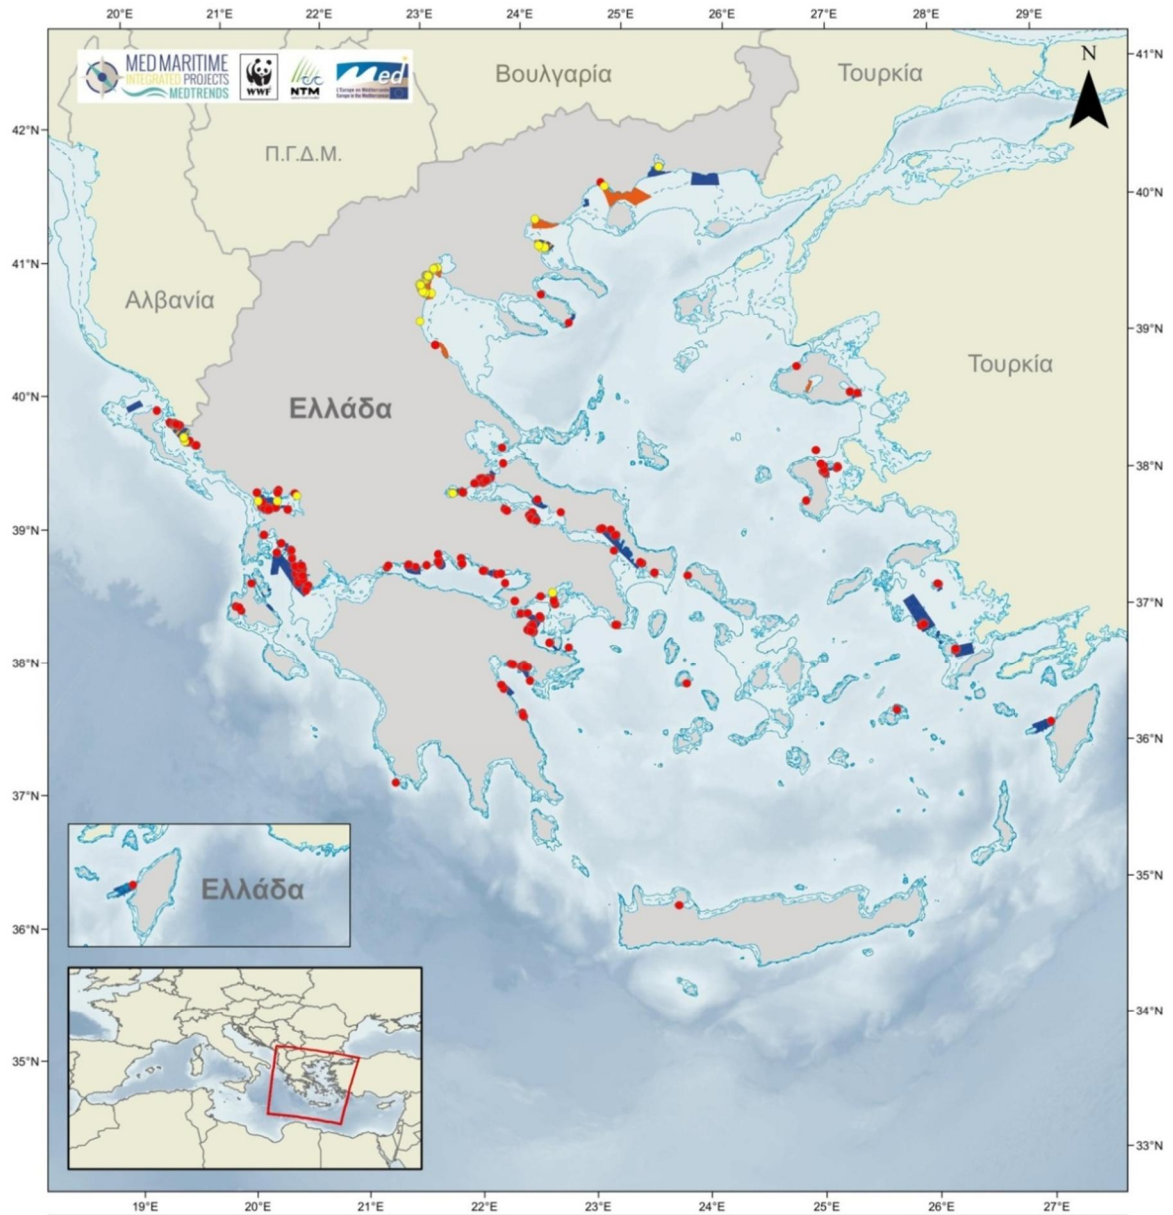 20°E 21°E 22°E 23°E 24°E 25°E 26°E 27°E 28°E 29°E
MED MARITIME
INTEGRATED PROJECTS
MEDTRENDS
WWF
NTM
Med
L'Europe en Méditerranée
Europe in the Mediterranean
N
Βουλγαρία
Τουρκία
41°N
42°N
Π.Γ.Δ.Μ.
40°N
41°N
Αλβανία
39°N
Τουρκία
40°N
Ελλάδα
38°N
39°N
37°N
38°N
36°N
37°N
35°N
Ελλάδα
36°N
34°N
35°N
33°N
19°E 20°E 21°E 22°E 23°E 24°E 25°E 26°E 27°E